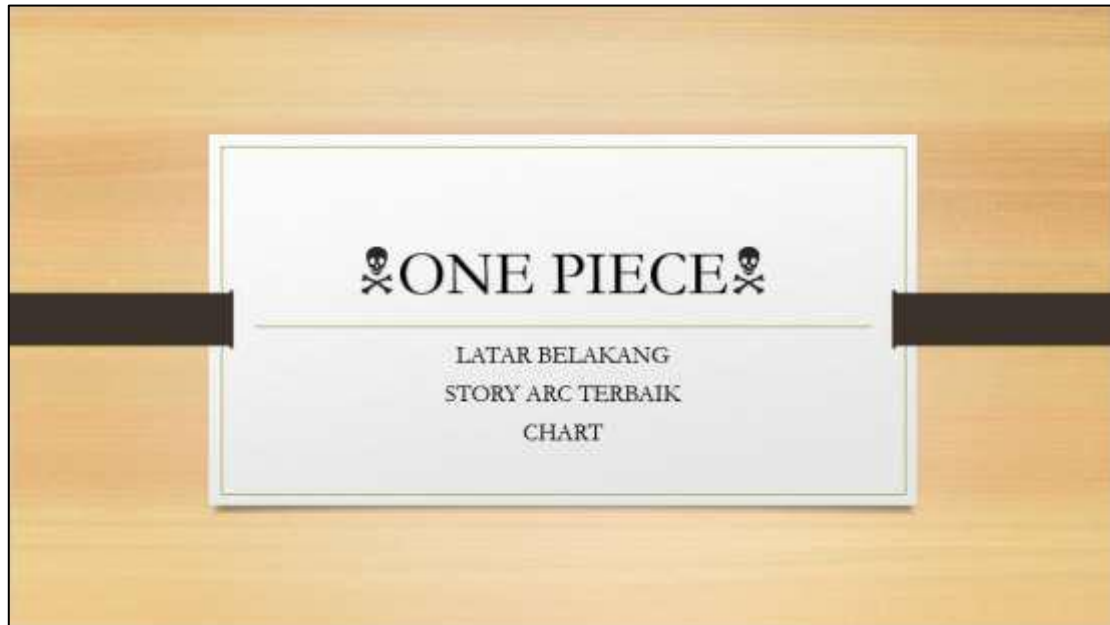 ☠ONE PIECE☠
LATAR BELAKANG
STORY ARC TERBAIK
CHART